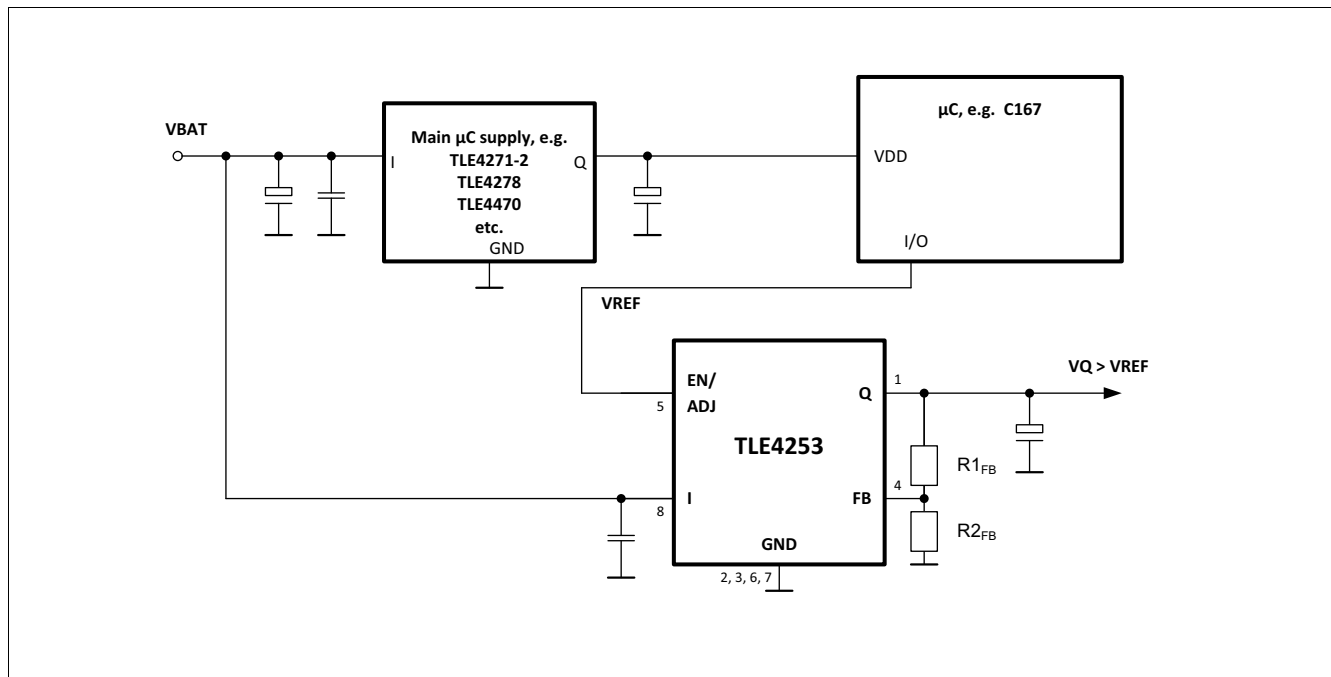 VBAT
I
Main µC supply, e.g.
TLE4271-2
TLE4278
TLE4470
etc.
GND
Q
µC, e.g. C167
VDD
I/O
VREF
EN/
ADJ
5
Q
1
VQ > VREF
TLE4253
R1FB
I
8
FB
4
R2FB
GND
2, 3, 6, 7